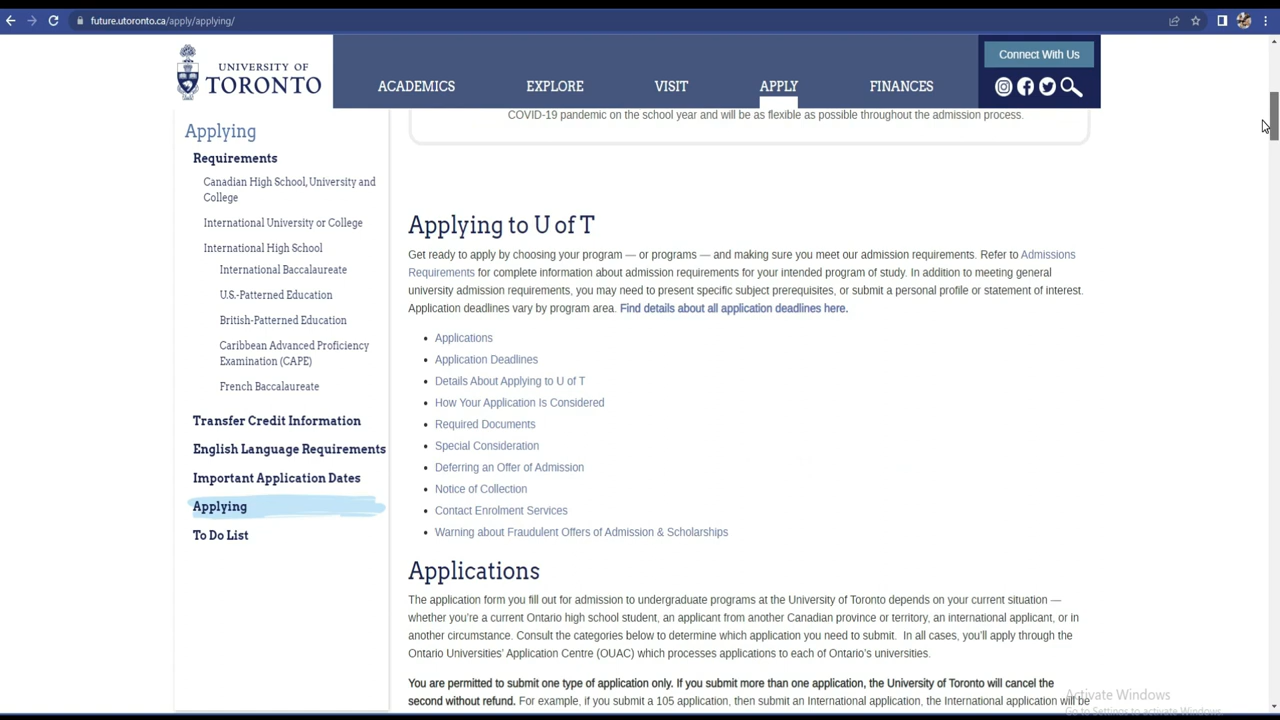 future.utoronto.ca/apply/applying/
UNIVERSITY OF
TORONTO
ACADEMICS
EXPLORE
VISIT
APPLY
FINANCES
Connect With Us
Applying
Requirements
Canadian High School, University and
College
International University or College
International High School
International Baccalaureate
U.S.-Patterned Education
British-Patterned Education
Caribbean Advanced Proficiency
Examination (CAPE)
French Baccalaureate
Transfer Credit Information
English Language Requirements
Important Application Dates
Applying
To Do List
COVID-19 pandemic on the school year and will be as flexible as possible throughout the admission process.
Applying to U of T
Get ready to apply by choosing your program — or programs — and making sure you meet our admission requirements. Refer to Admissions
Requirements for complete information about admission requirements for your intended program of study. In addition to meeting general
university admission requirements, you may need to present specific subject prerequisites, or submit a personal profile or statement of interest.
Application deadlines vary by program area. Find details about all application deadlines here.
• Applications
• Application Deadlines
• Details About Applying to U of T
• How Your Application Is Considered
• Required Documents
• Special Consideration
• Deferring an Offer of Admission
• Notice of Collection
• Contact Enrolment Services
• Warning about Fraudulent Offers of Admission & Scholarships
Applications
The application form you fill out for admission to undergraduate programs at the University of Toronto depends on your current situation —
whether you're a current Ontario high school student, an applicant from another Canadian province or territory, an international applicant, or in
another circumstance. Consult the categories below to determine which application you need to submit. In all cases, you'll apply through the
Ontario Universities' Application Centre (OUAC) which processes applications to each of Ontario's universities.
You are permitted to submit one type of application only. If you submit more than one application, the University of Toronto will cancel the
second without refund. For example, if you submit a 105 application, then submit an International application, the International application will be
Activate Windows
Go to Settings to activate Windows.